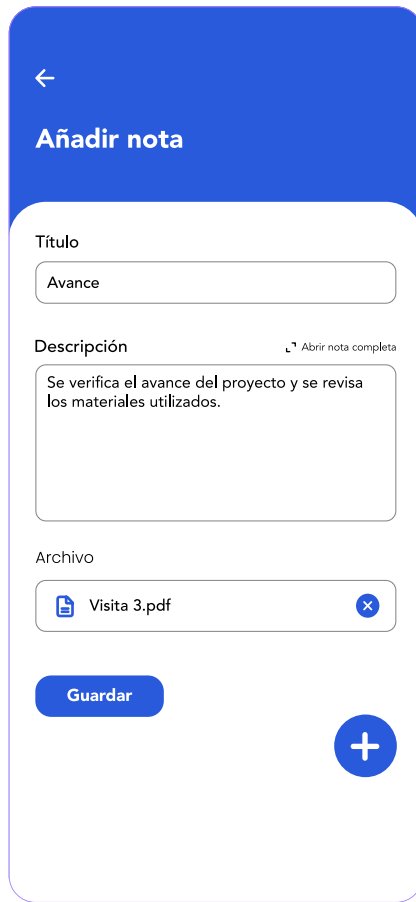 Añadir nota
Título
Avance
Descripción
Abrir nota completa
Se verifica el avance del proyecto y se revisa
los materiales utilizados.
Archivo
Visita 3.pdf
Guardar